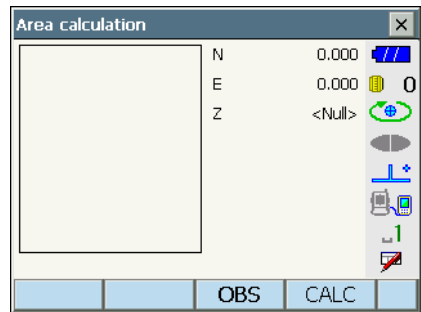 Area calculation
N 0.000
E 0.000 0
Z <Null>
1
OBS CALC